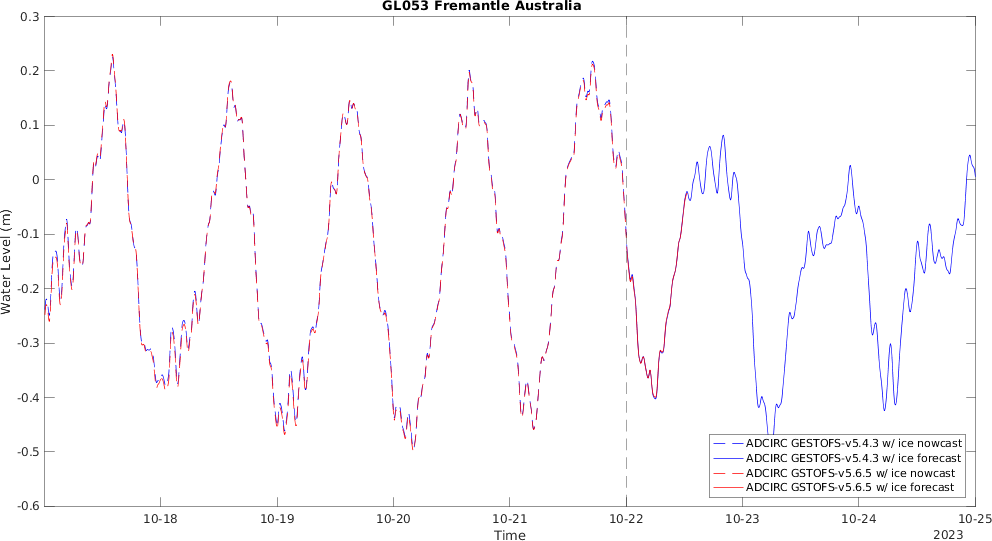 GL053 Fremantle Australia
0.3
0.2
0.1
0
-0.1
-0.2
-0.3
-0.4
-0.5
-0.6
Water Level (m)
ADCIRC GESTOFS-v5.4.3 w/ ice nowcast
ADCIRC GESTOFS-v5.4.3 w/ ice forecast
ADCIRC GSTOFS-v5.6.5 w/ ice nowcast
ADCIRC GSTOFS-v5.6.5 w/ ice forecast
10-18 10-19 10-20 10-21 10-22 10-23 10-24 10-25
Time
2023